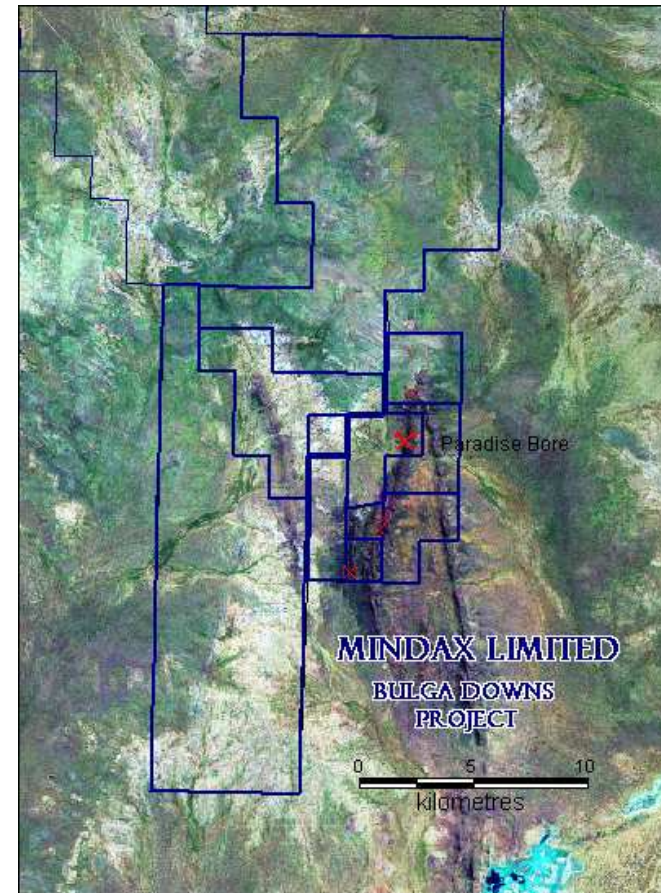 Paradise Bore
MINDAX LIMITED
BULGA DOWNS
PROJECT
0 5 10
kilometres